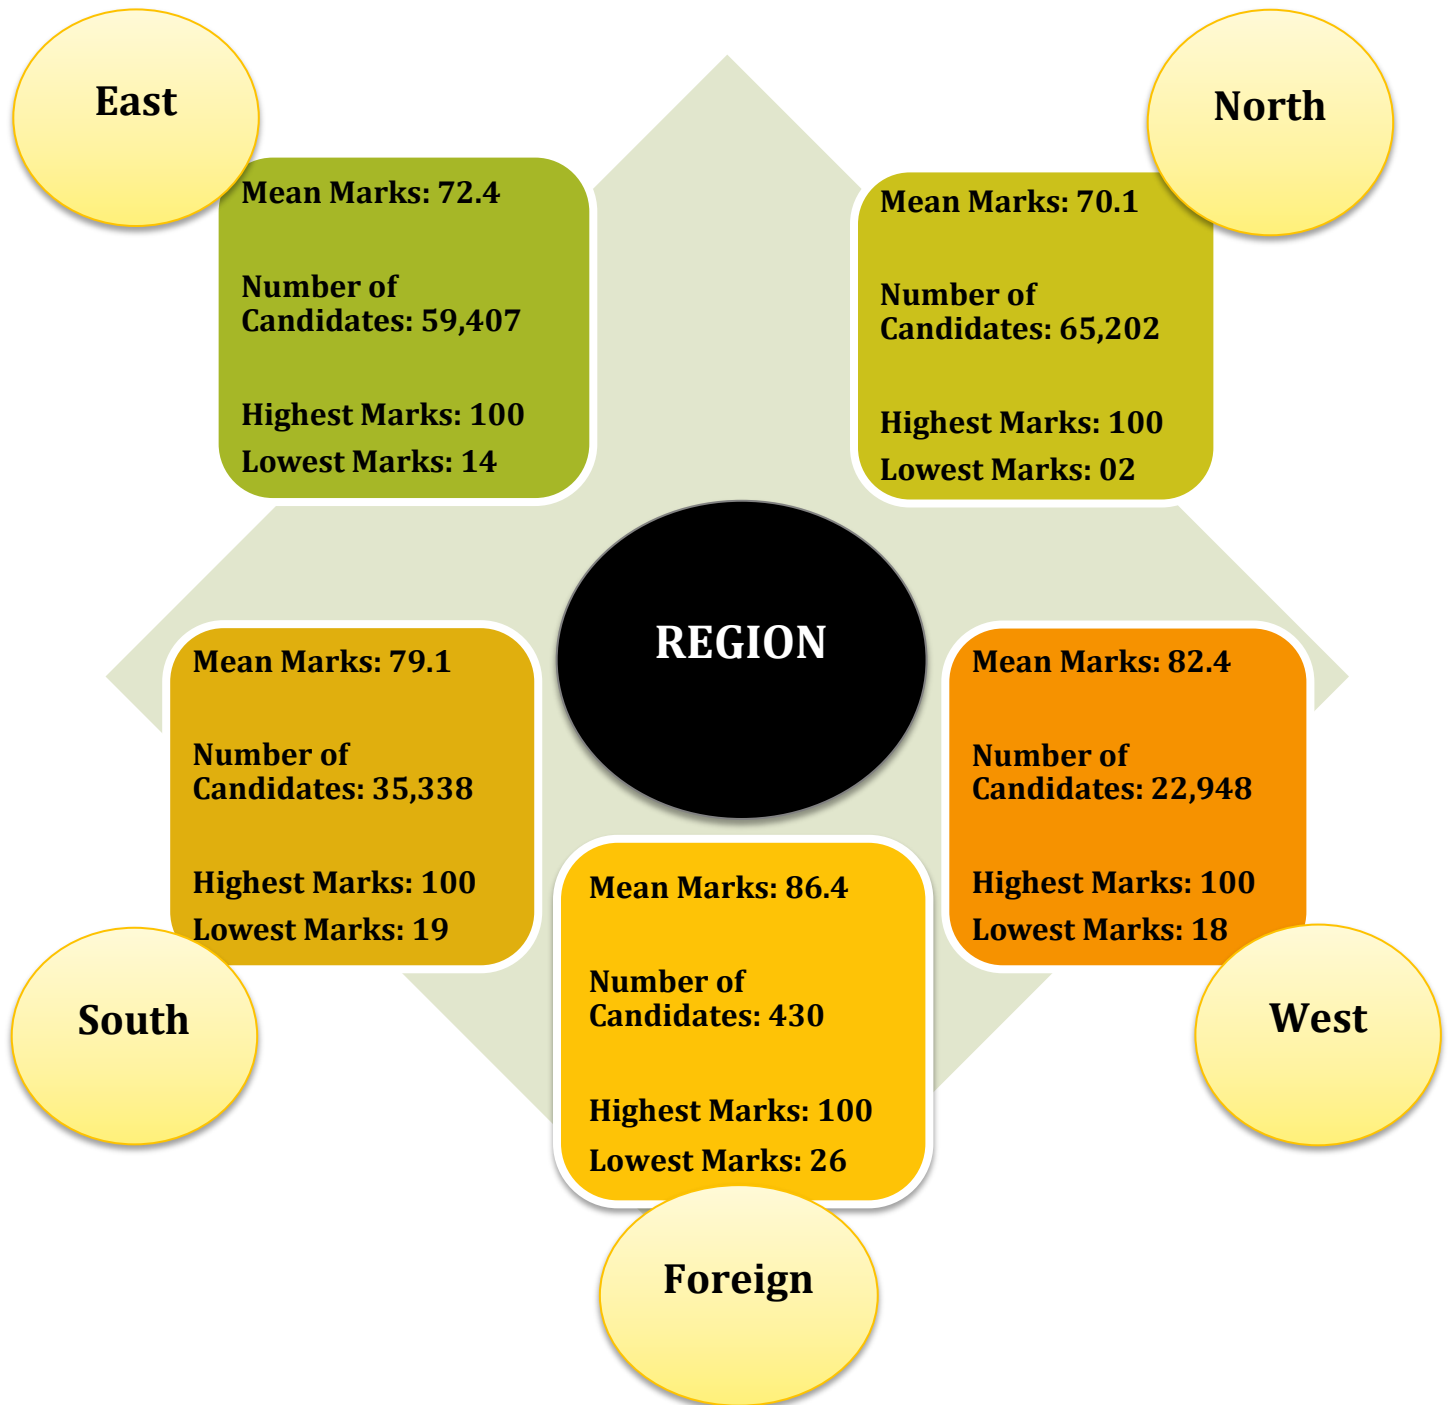 East
Mean Marks: 72.4
Number of
Candidates: 59,407
Highest Marks: 100
Lowest Marks: 14
North
Mean Marks: 70.1
Number of
Candidates: 65,202
Highest Marks: 100
Lowest Marks: 02
REGION
Mean Marks: 79.1
Number of
Candidates: 35,338
Highest Marks: 100
Lowest Marks: 19
South
Mean Marks: 82.4
Number of
Candidates: 22,948
Highest Marks: 100
Lowest Marks: 18
West
Mean Marks: 86.4
Number of
Candidates: 430
Highest Marks: 100
Lowest Marks: 26
Foreign